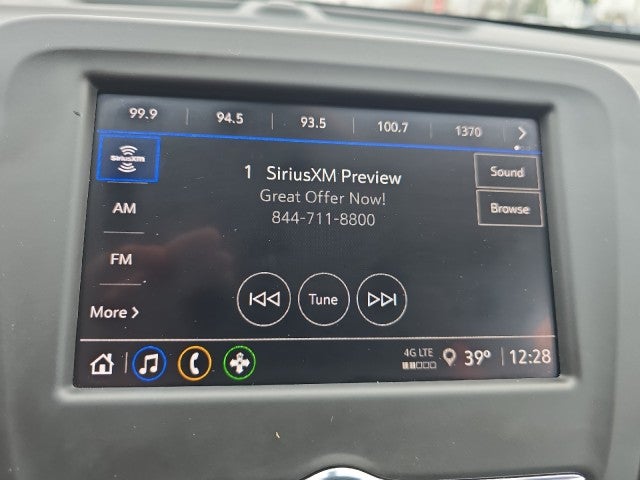 99.9 94.5 93.5 100.7 1370
SiriusXM
1 SiriusXM Preview
Great Offer Now!
844-711-8800
Sound
Browse
AM
FM
More
Tune
4G LTE 39° 12:28